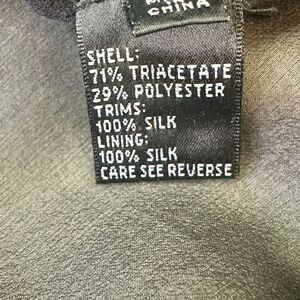 CHINA
SHELL:
71% TRIACETATE
29% POLYESTER
TRIMS:
100% SILK
LINING:
100% SILK
CARE SEE REVERSE